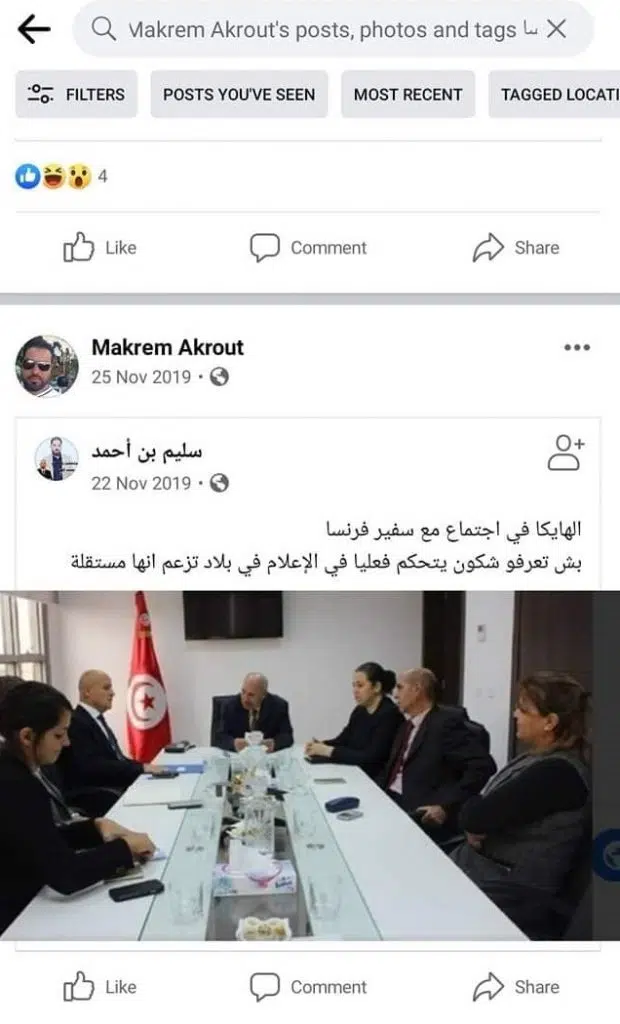 Makrem Akrout's posts, photos and tags
FILTERS
POSTS YOU'VE SEEN
MOST RECENT
TAGGED LOCATI
4
Like
Comment
Share
Makrem Akrout
25 Nov 2019 ·
سليم بن أحمد
22 Nov 2019 ·
الهايكا في اجتماع مع سفير فرنسا
بش تعرفو شكون يتحكم فعليا في الإعلام في بلاد تزعم انها مستقلة
Like
Comment
Share